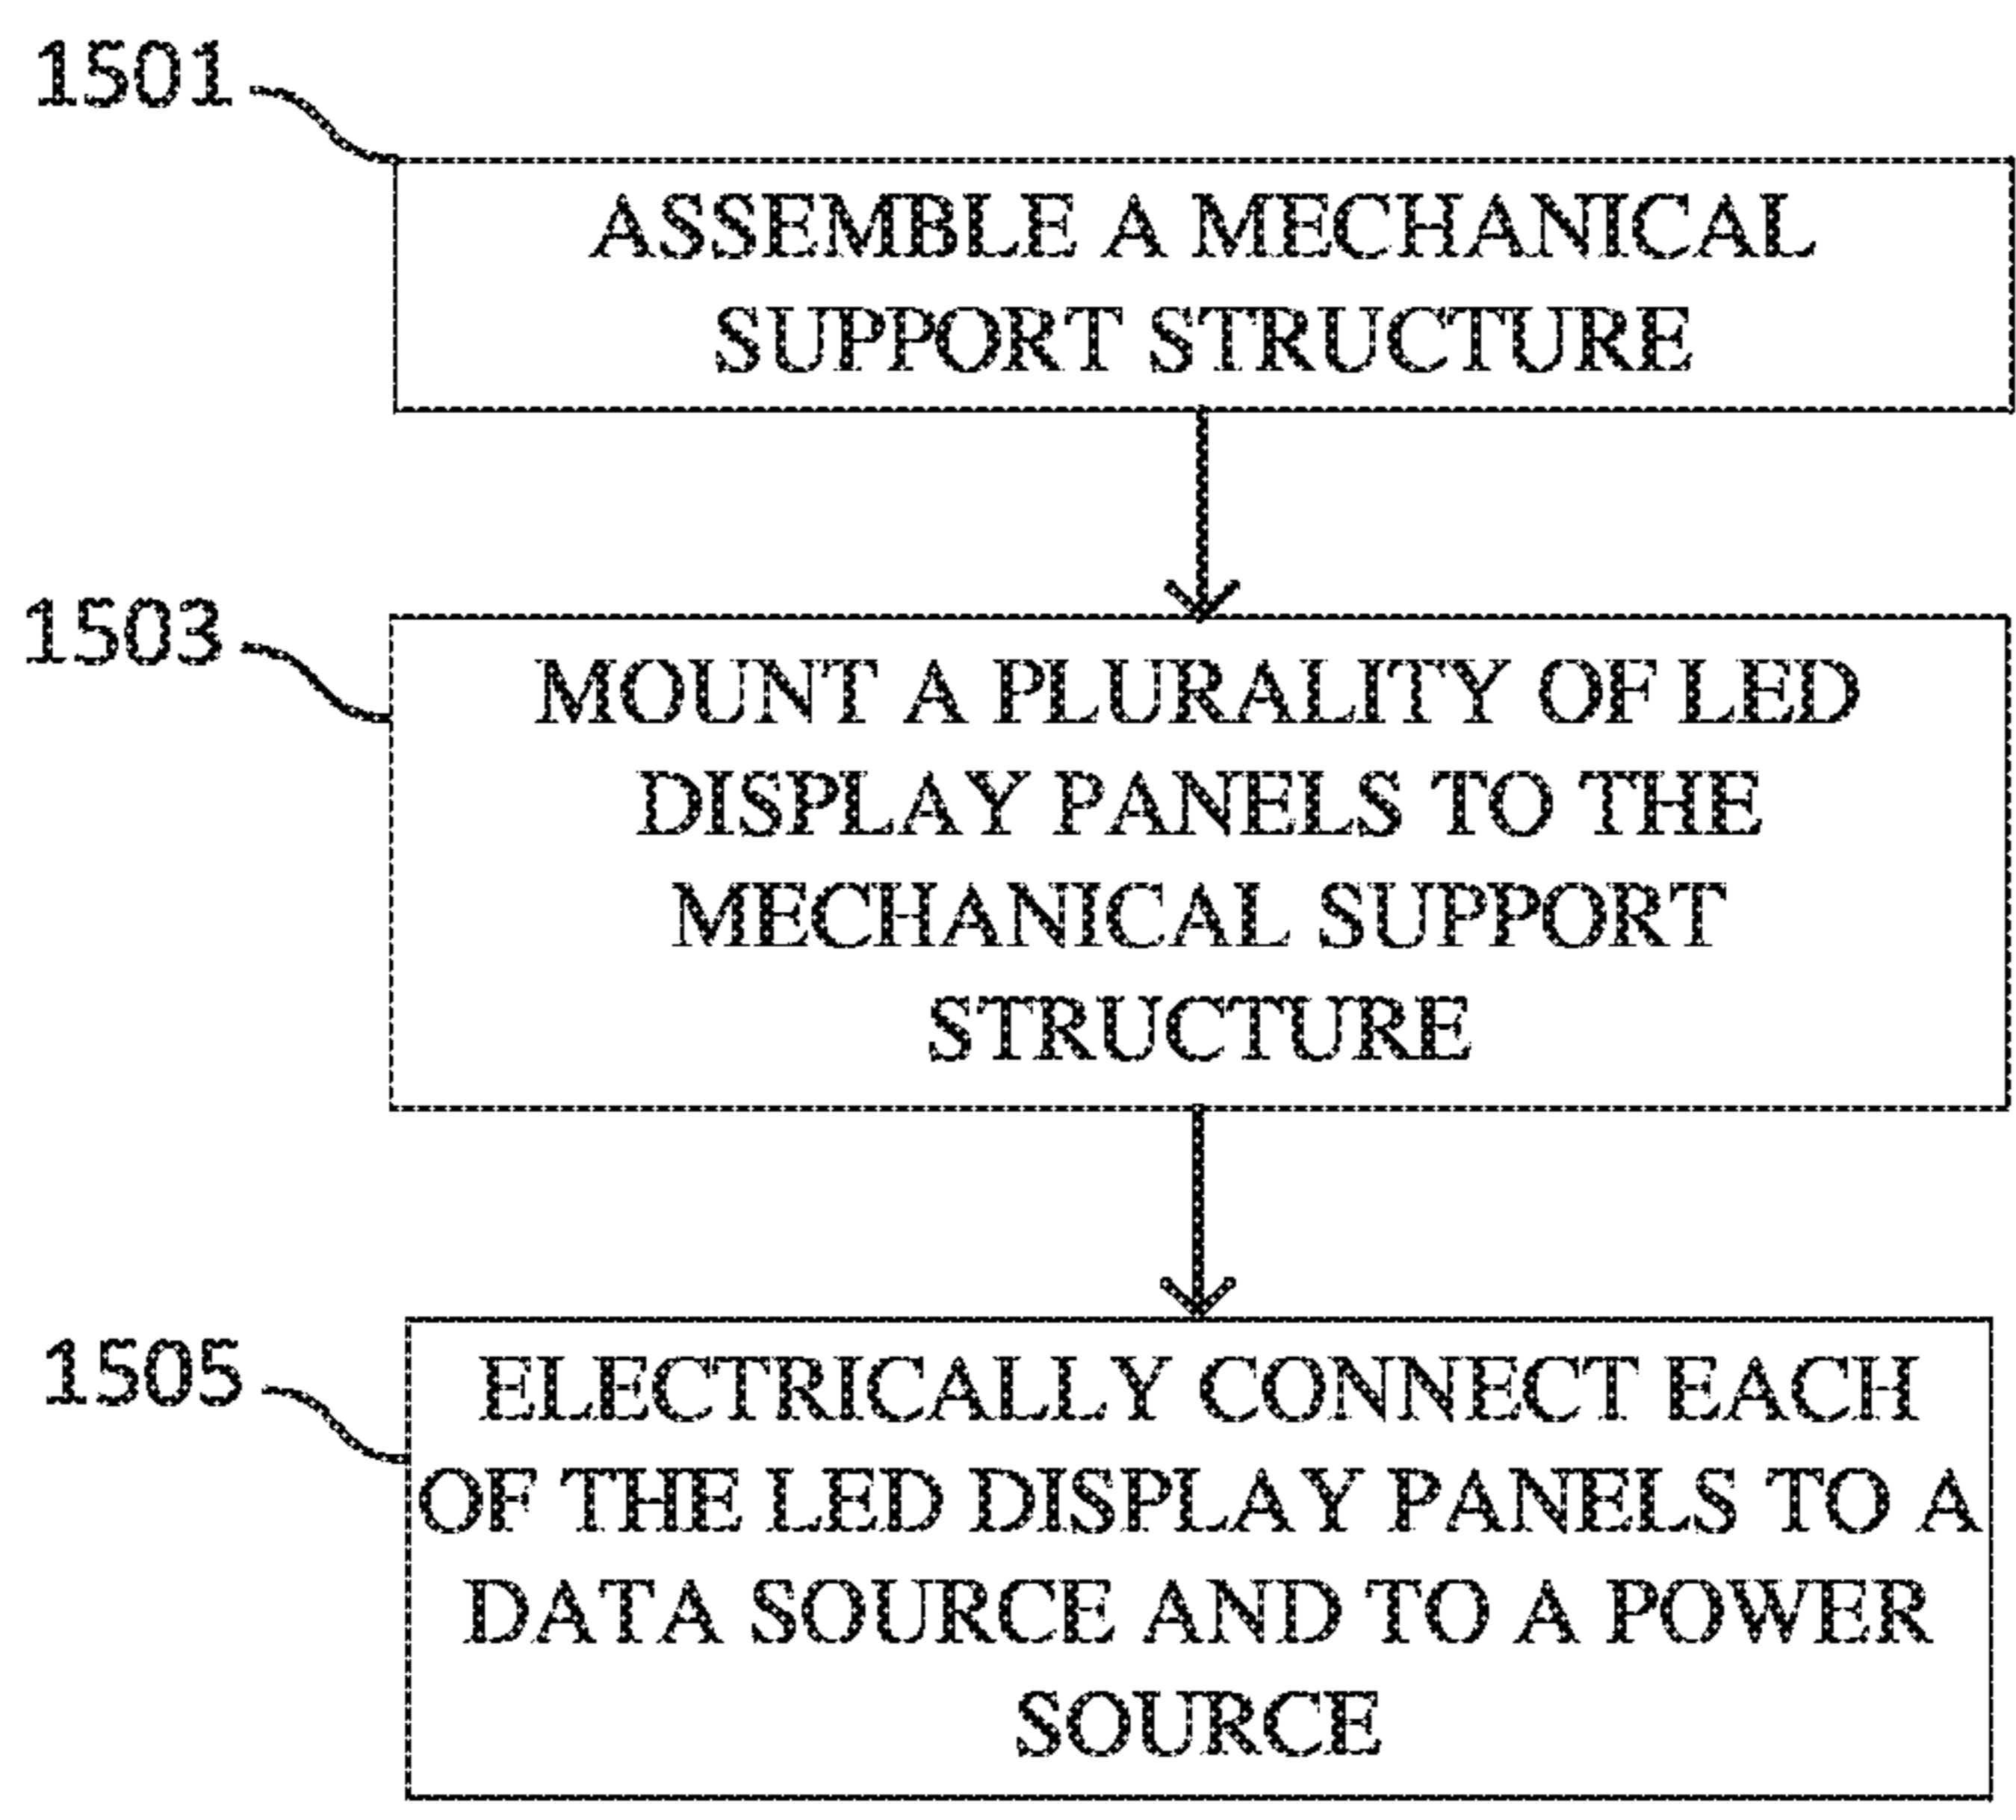 1501
ASSEMBLE A MECHANICAL
SUPPORT STRUCTURE
1503
MOUNT A PLURALITY OF LED
DISPLAY PANELS TO THE
MECHANICAL SUPPORT
STRUCTURE
1505
ELECTRICALLY CONNECT EACH
OF THE LED DISPLAY PANELS TO A
DATA SOURCE AND TO A POWER
SOURCE